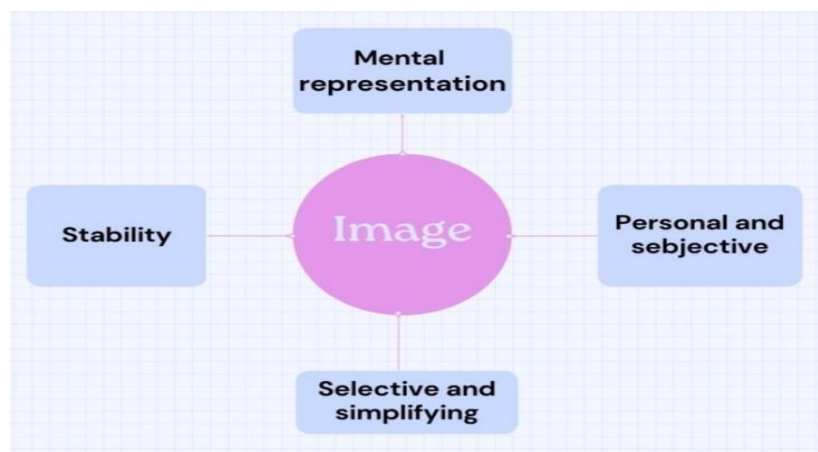 Mental
representation
Stability
Image
Personal and
sebjective
Selective and
simplifying